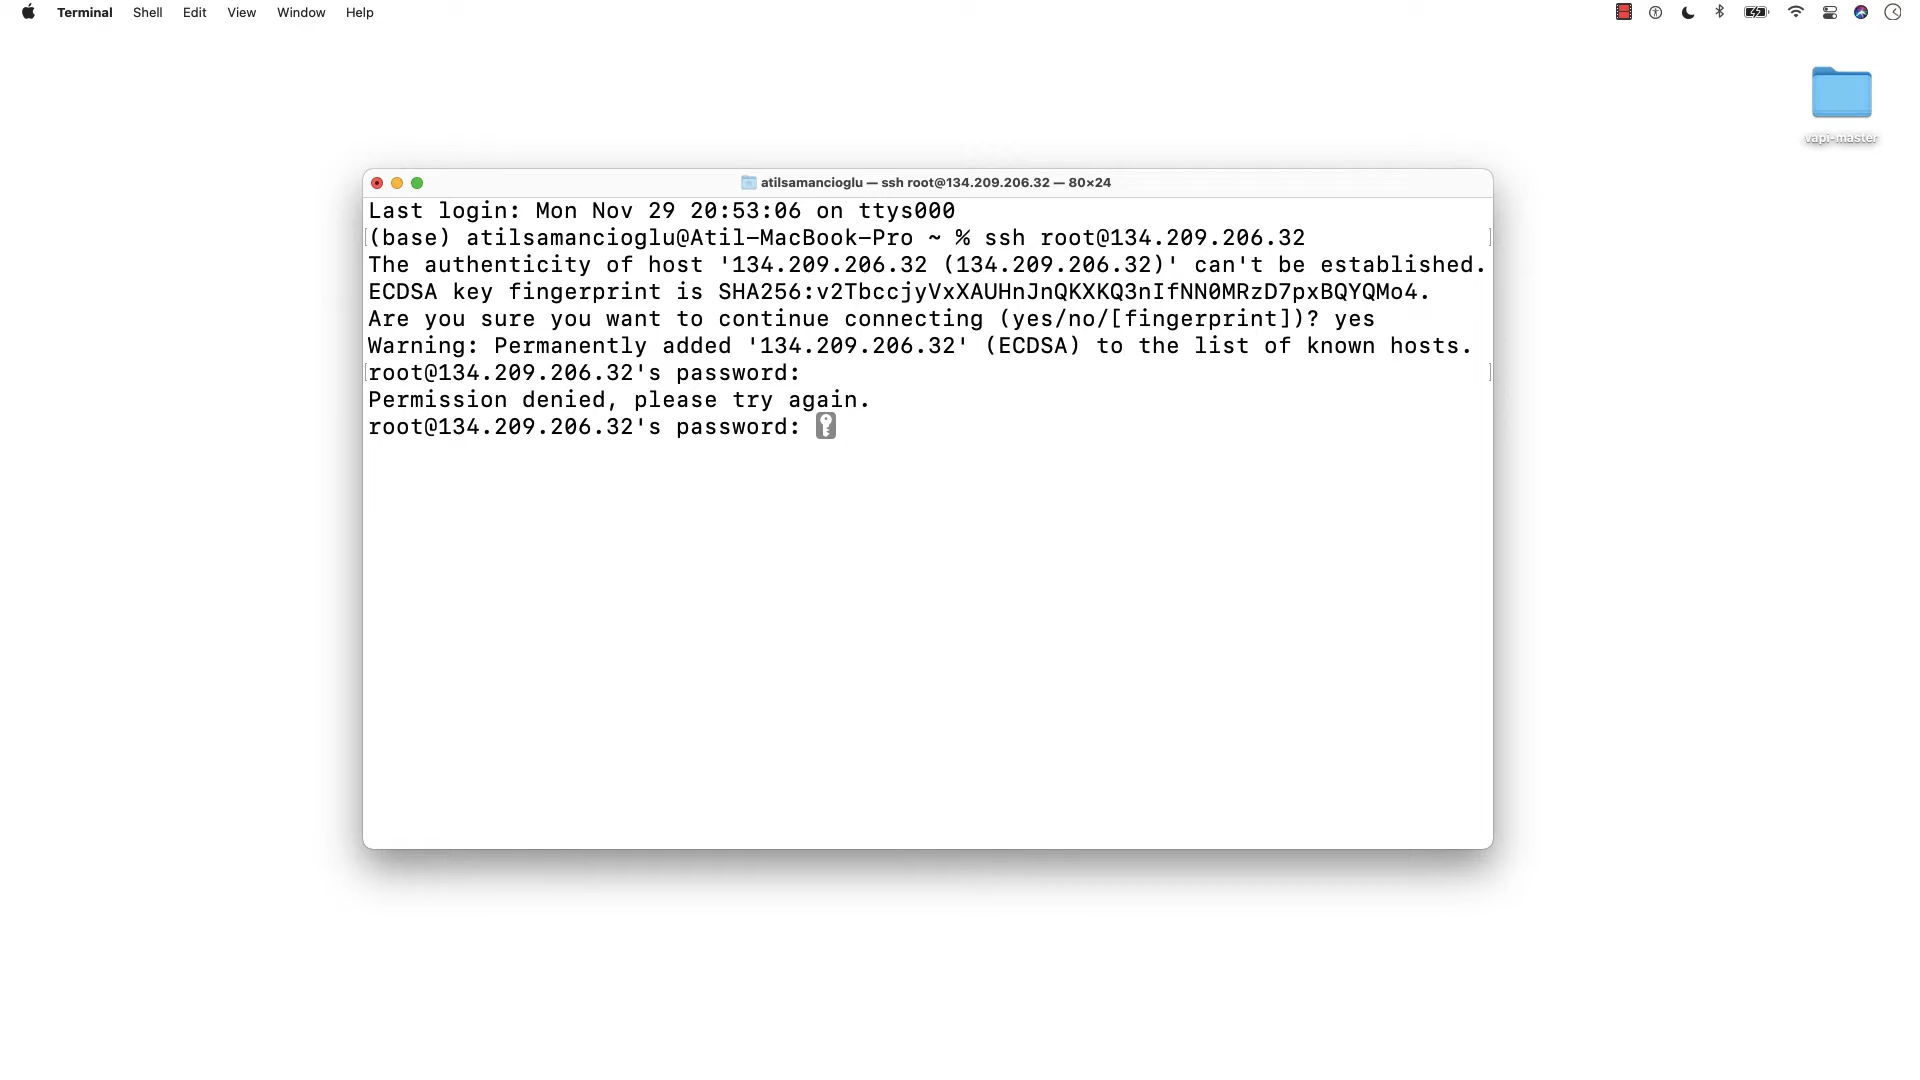 Terminal Shell Edit View Window Help
vapi-master
atilsamancioglu — ssh root@134.209.206.32 — 80×24
Last login: Mon Nov 29 20:53:06 on ttys000
(base) atilsamancioglu@Atil-MacBook-Pro ~ % ssh root@134.209.206.32
The authenticity of host '134.209.206.32 (134.209.206.32)' can't be established.
ECDSA key fingerprint is SHA256:v2TbccjyVxXAUHnJnQKXKQ3nIfNN0MRzD7pxBQYQMo4.
Are you sure you want to continue connecting (yes/no/[fingerprint])? yes
Warning: Permanently added '134.209.206.32' (ECDSA) to the list of known hosts.
root@134.209.206.32's password:
Permission denied, please try again.
root@134.209.206.32's password: